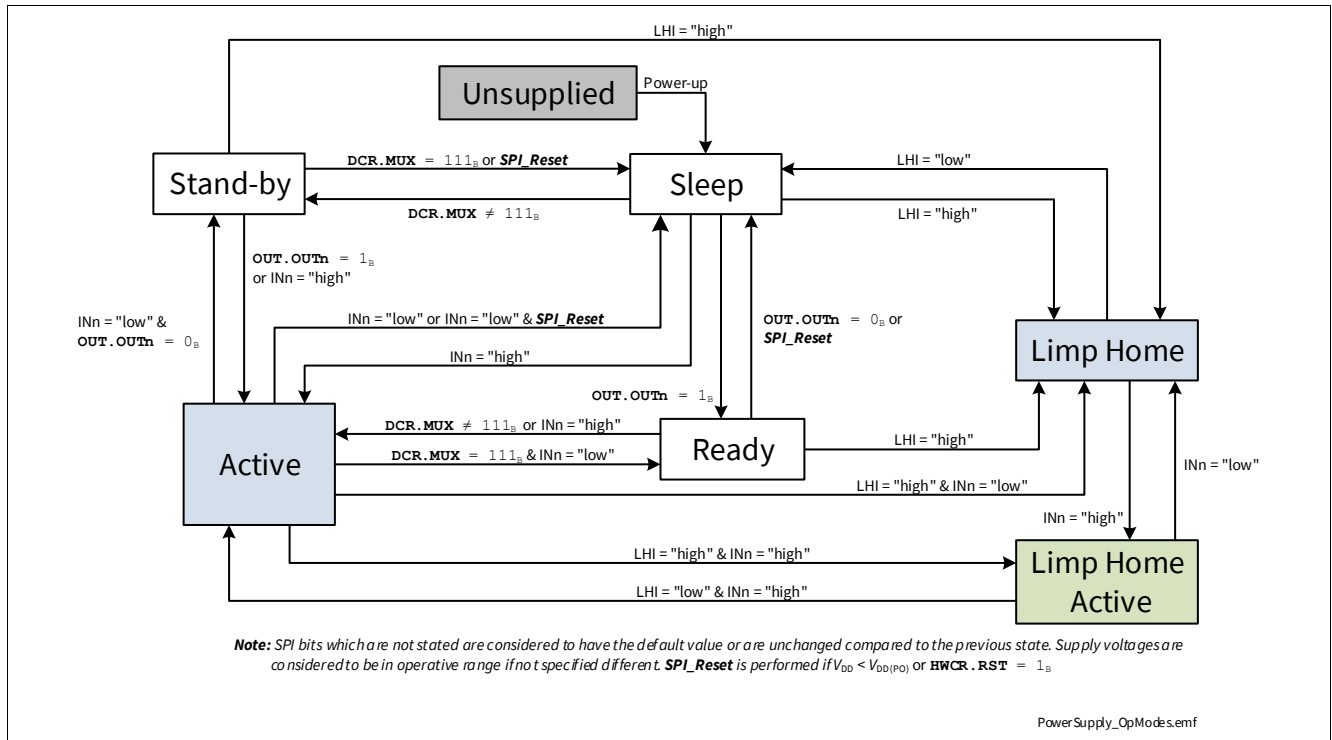 LHI = "high"
Unsupplied
Power-up
Stand-by
DCR.MUX = 111B or SPI_Reset
Sleep
LHI = "low"
DCR.MUX ≠ 111B
LHI = "high"
OUT.OUTn = 1B
or INn = "high"
INn = "low" &
OUT.OUTn = 0B
INn = "low" or INn = "low" & SPI_Reset
OUT.OUTn = 0B or
SPI_Reset
Limp Home
INn = "high"
OUT.OUTn = 1B
Active
DCR.MUX ≠ 111B or INn = "high"
Ready
LHI = "high"
DCR.MUX = 111B & INn = "low"
INn = "low"
LHI = "high" & INn = "low"
INn = "high"
LHI = "high" & INn = "high"
Limp Home
Active
LHI = "low" & INn = "high"
Note: SPI bits which are not stated are considered to have the default value or are unchanged compared to the previous state. Supply voltages are
considered to be in operative range if not specified different. SPI_Reset is performed if VDD < VDD(PO) or HWCR.RST = 1B
PowerSupply_OpModes.emf